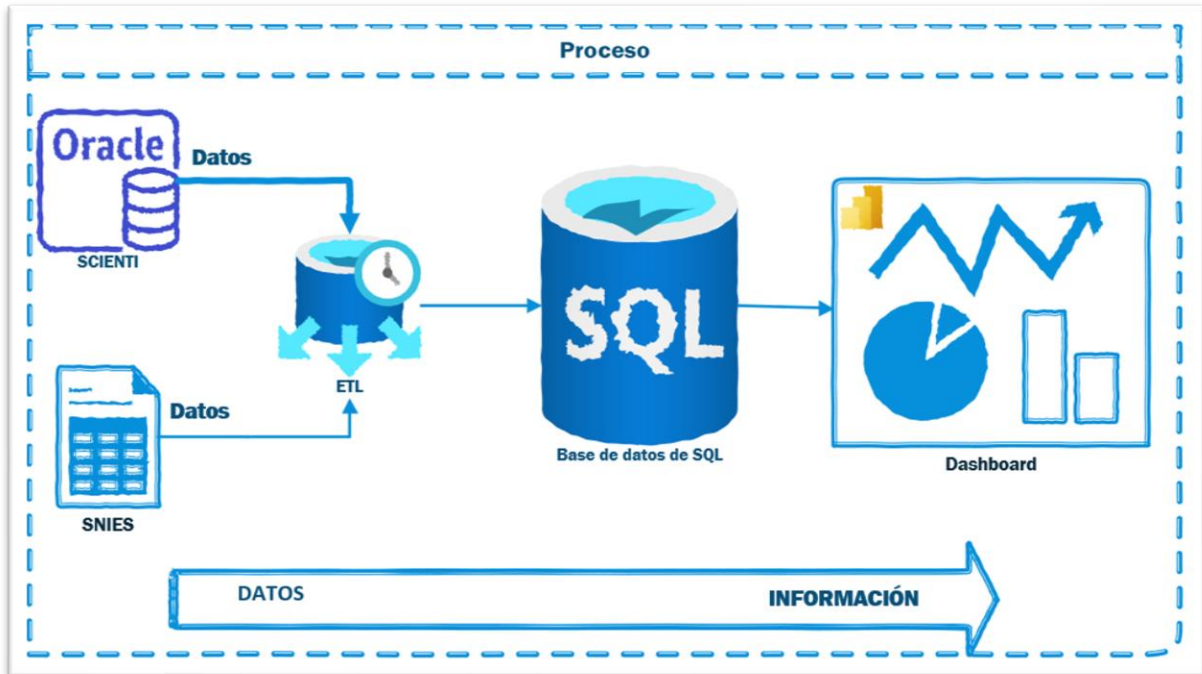 Proceso
Oracle
Datos
SCIENTI
ETL
Datos
SNIES
SQL
Base de datos de SQL
Dashboard
DATOS
INFORMACIÓN